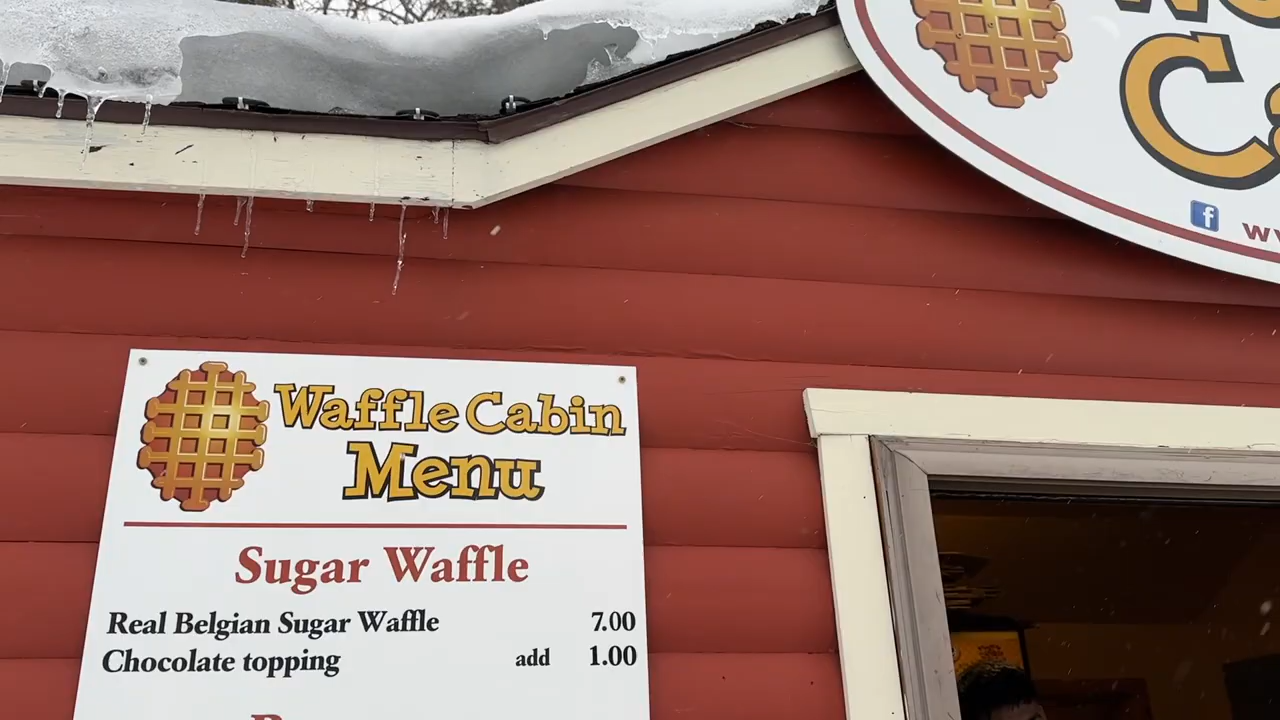 Waffle Cabin
Menu
Sugar Waffle
Real Belgian Sugar Waffle 7.00
Chocolate topping add 1.00
f